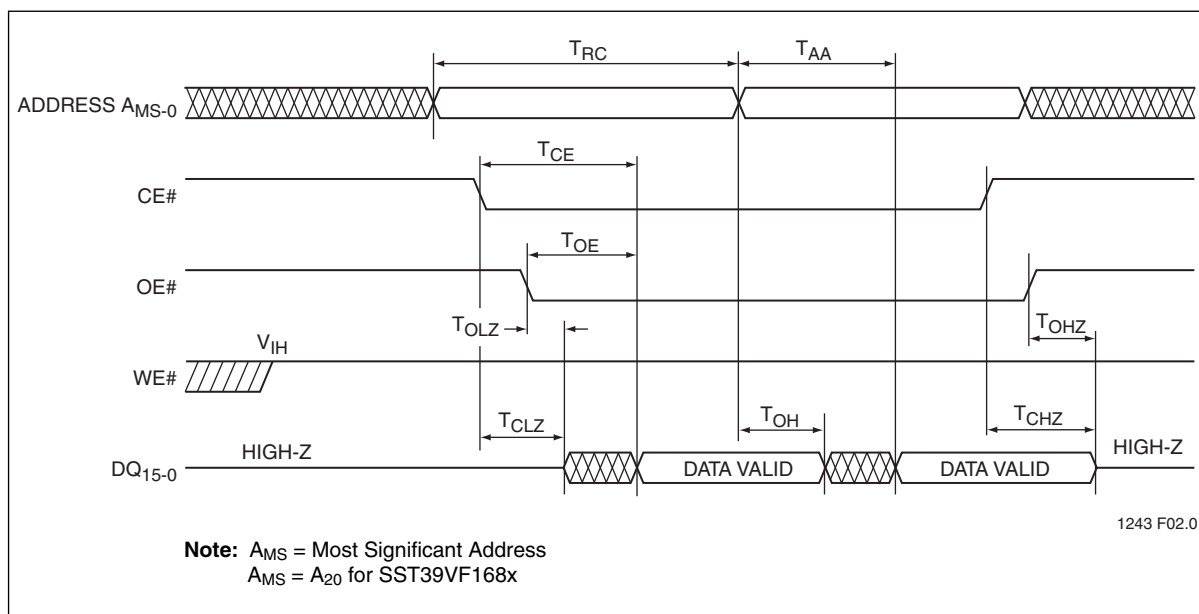 TRC
TAA
ADDRESS AMS-0
TCE
CE#
TOE
OE#
TOLZ
TOHZ
VIH
WE#
TCLZ
TOH
TCHZ
HIGH-Z
HIGH-Z
DQ15-0
DATA VALID
DATA VALID
1243 F02.0
Note: AMS = Most Significant Address
AMS = A20 for SST39VF168x